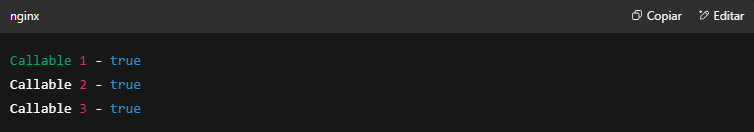 nginx
Copiar
Editar
Callable 1 - true
Callable 2 - true
Callable 3 - true